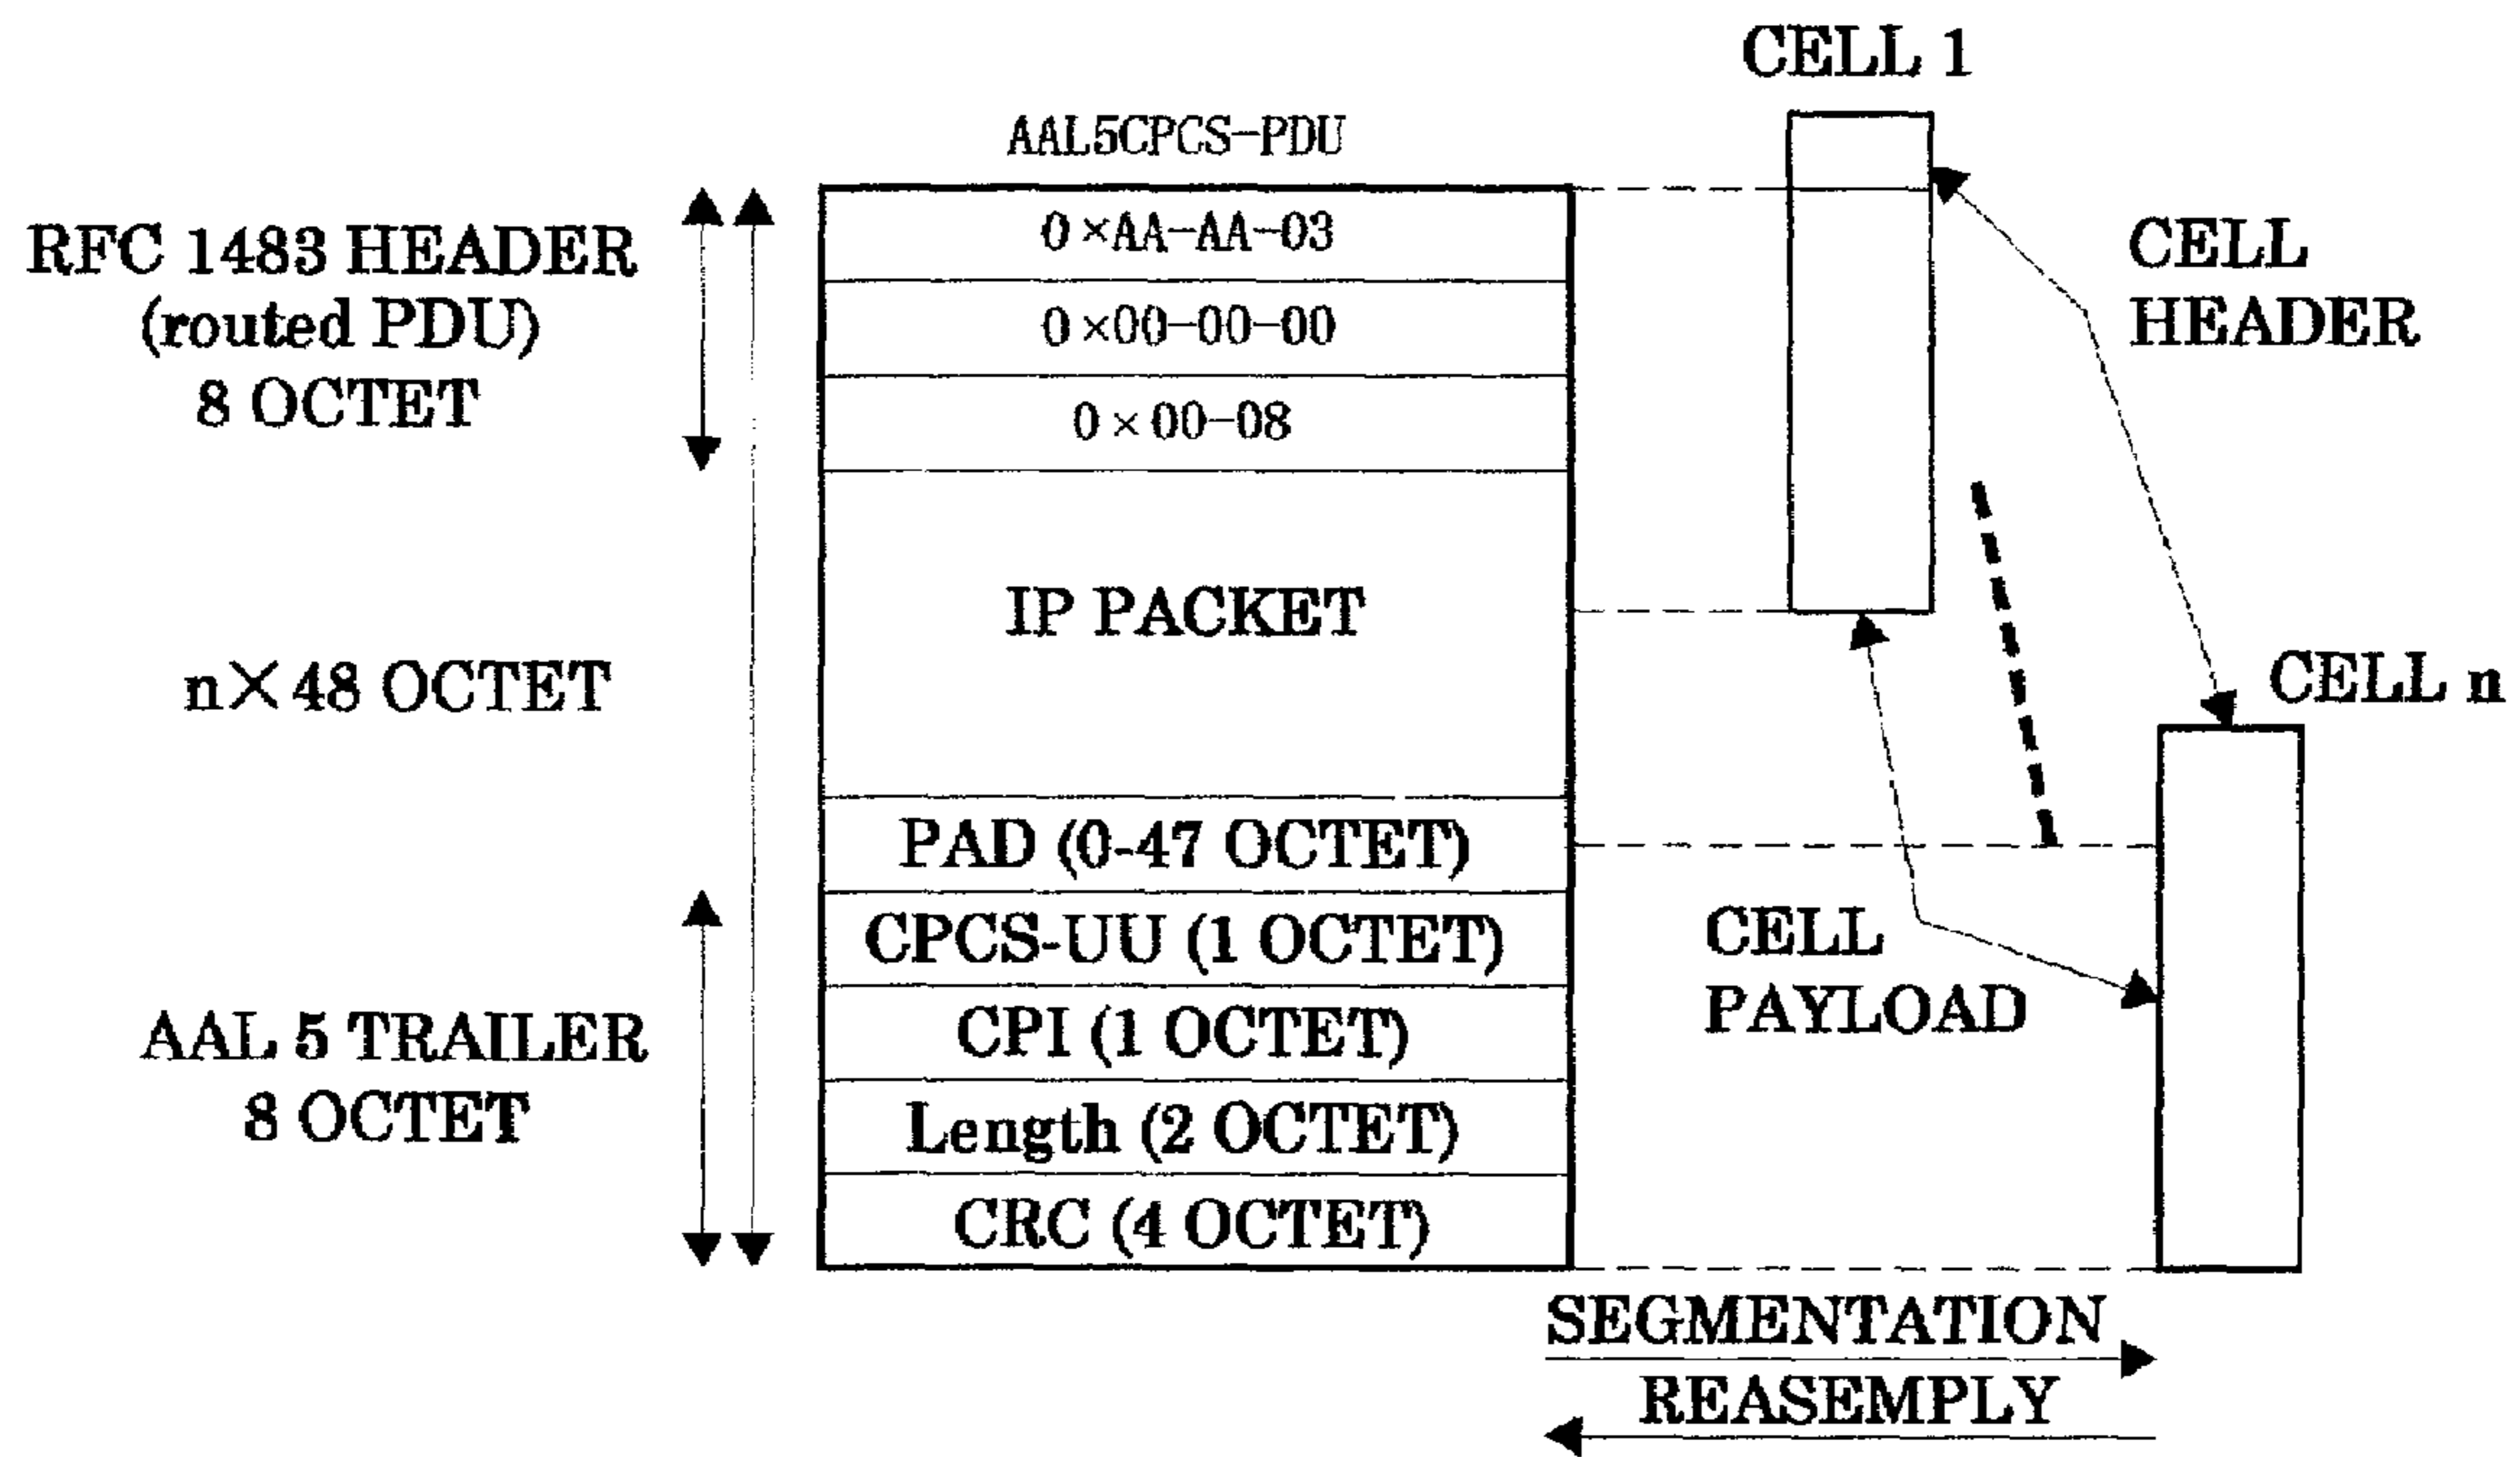 CELL 1
AAL5CPCS-PDU
RFC 1483 HEADER
(routed PDU)
8 OCTET
0×AA-AA-03
0×00-00-00
0×00-08
CELL
HEADER
IP PACKET
n×48 OCTET
CELL n
PAD (0-47 OCTET)
CPCS-UU (1 OCTET)
CELL
PAYLOAD
CPI (1 OCTET)
AAL 5 TRAILER
8 OCTET
Length (2 OCTET)
CRC (4 OCTET)
SEGMENTATION
REASEMPLY